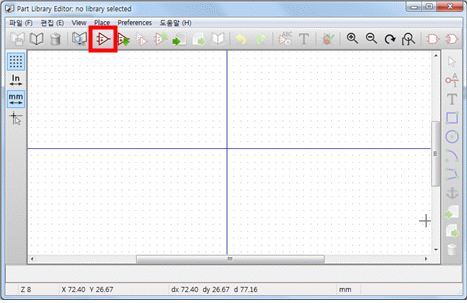 Part Library Editor: no library selected
파일 (F) 편집 (E) View Place Preferences 도움말 (H)
In
mm
Z 8 X 72.40 Y 26.67 dx 72.40 dy 26.67 d 77.16 mm